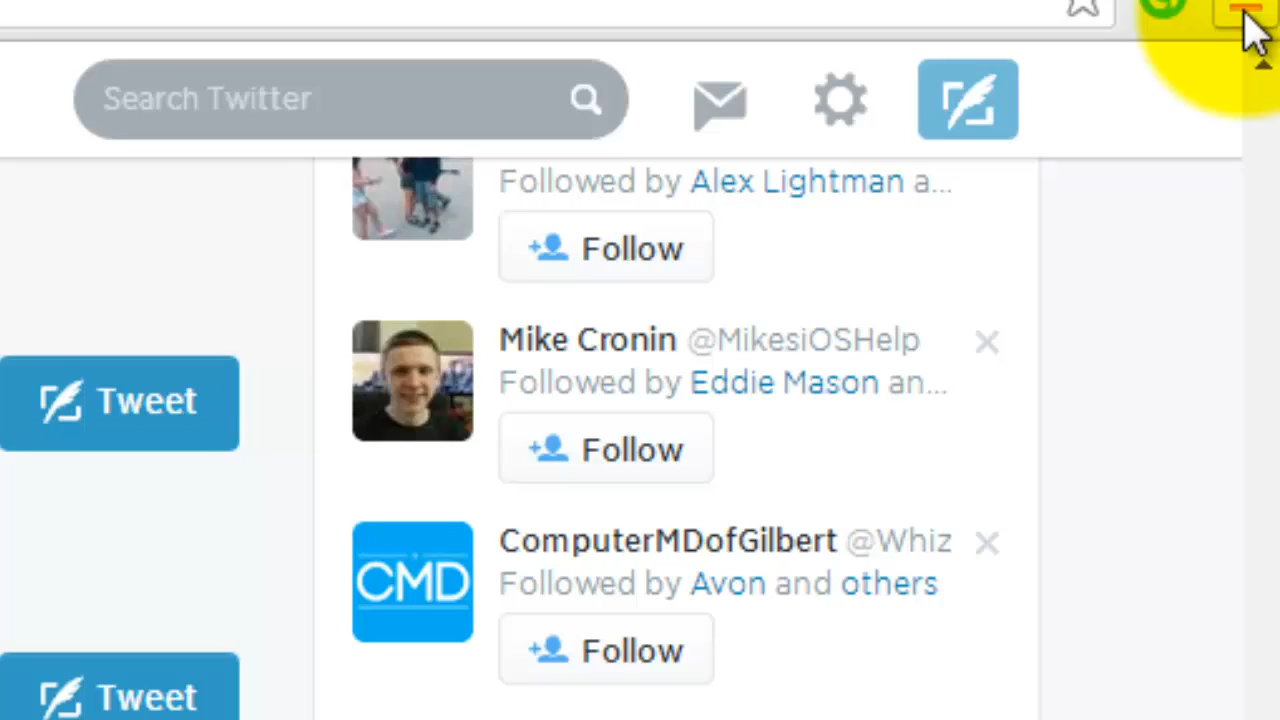 Search Twitter
Followed by Alex Lightman a...
Follow
Mike Cronin @MikesiOSHelp
Followed by Eddie Mason an...
Follow
Tweet
ComputerMDofGilbert @Whiz
CMD
Followed by Avon and others
Follow
Tweet